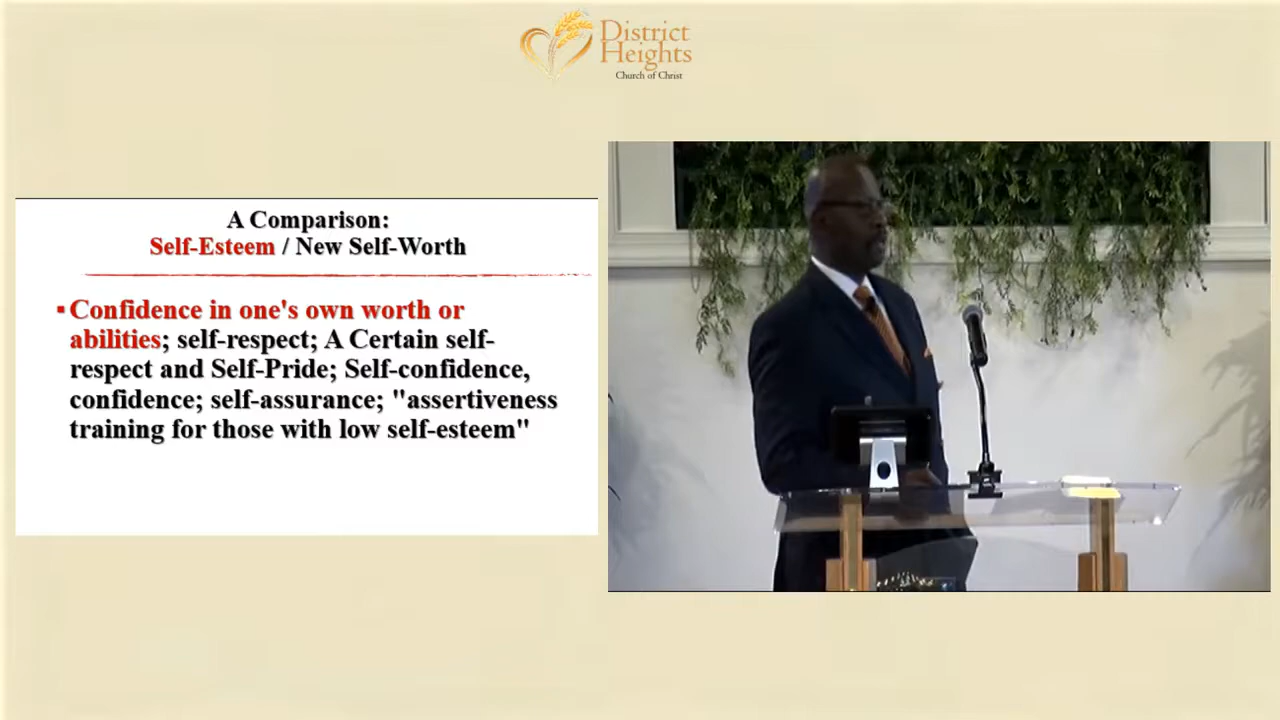 District
Heights
Church of Christ
A Comparison:
Self-Esteem / New Self-Worth
▪Confidence in one's own worth or
abilities; self-respect; A Certain self-
respect and Self-Pride; Self-confidence,
confidence; self-assurance; "assertiveness
training for those with low self-esteem"